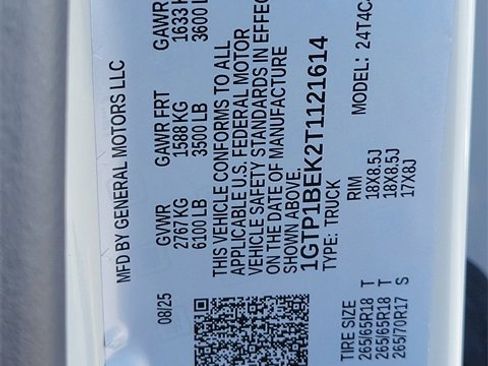 MFD BY GENERAL MOTORS LLC
08/25
GVWR GAWR FRT GAWR
2767KG 1588KG 1633
6100 LB 3500 LB 3600 L
THIS VEHICLE CONFORMS TO ALL
APPLICABLE U.S. FEDERAL MOTOR
VEHICLE SAFETY STANDARDS IN EFFEC
ON THE DATE OF MANUFACTURE
SHOWN ABOVE.
1GTP1BEK2T1121614
TYPE: TRUCK MODEL: 24T4C
TIRE SIZE RIM
265/65R18 T 18X8.5J
265/65R18 T 18X8.5J
265/70R17 S 17X8J